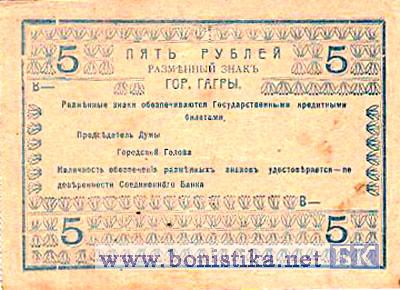 5 ПЯТЬ РУБЛЕЙ 5
РАЗМѢННЫЙ ЗНАКЪ
ГОР. ГАГРЫ.
В—
Размѣнные знаки обезпечиваются Государственными кредитными
билетами.
Предсѣдатель Думы
Городской Голова
Наличность обезпеченія размѣнныхъ знаковъ удостовѣряется—по
довѣренности Соединеннаго Банка
В—
5 5
www.bonistika.net БК